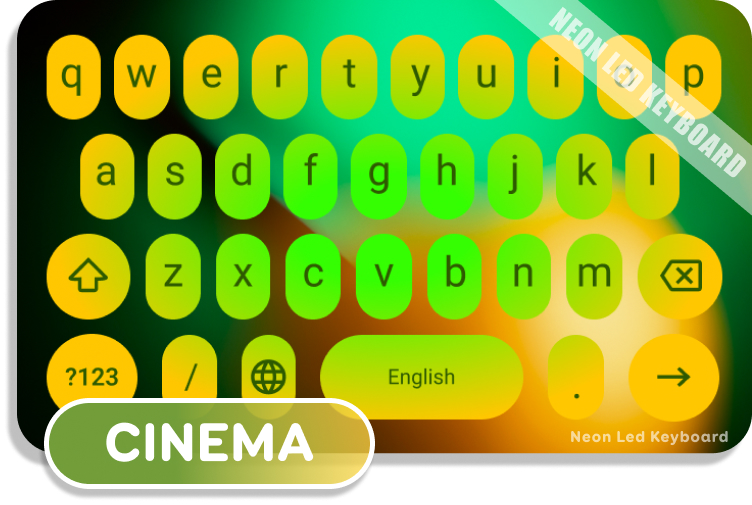 NEON LED KEYBOARD
q w e r t y u i o p
a s d f g h j k l
z x c v b n m
?123 / English . →
Neon Led Keyboard
CINEMA